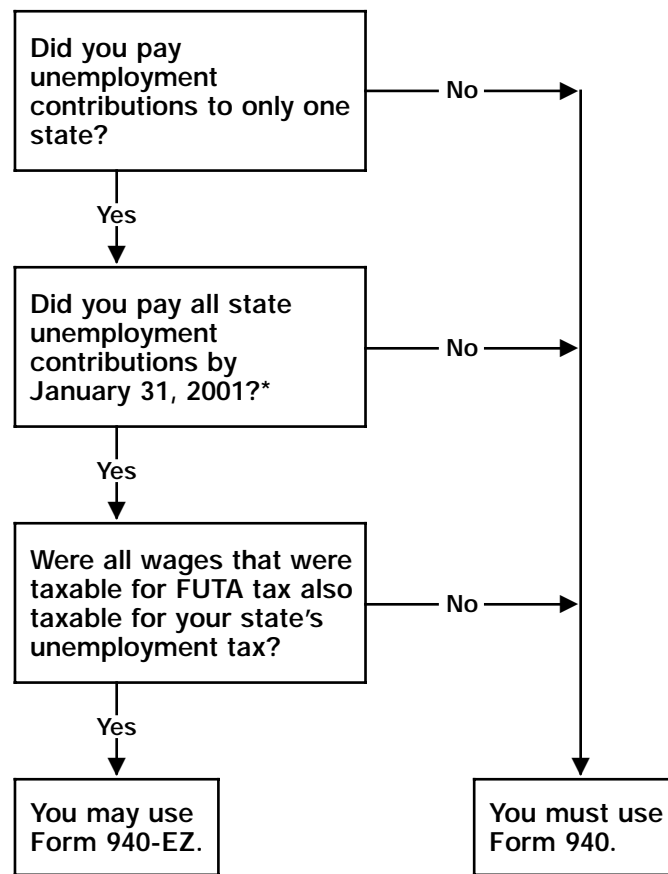 Did you pay
unemployment
contributions to only one
state?
No
Yes
Did you pay all state
unemployment
contributions by
January 31, 2001?*
No
Yes
Were all wages that were
taxable for FUTA tax also
taxable for your state's
unemployment tax?
No
Yes
You may use
Form 940-EZ.
You must use
Form 940.